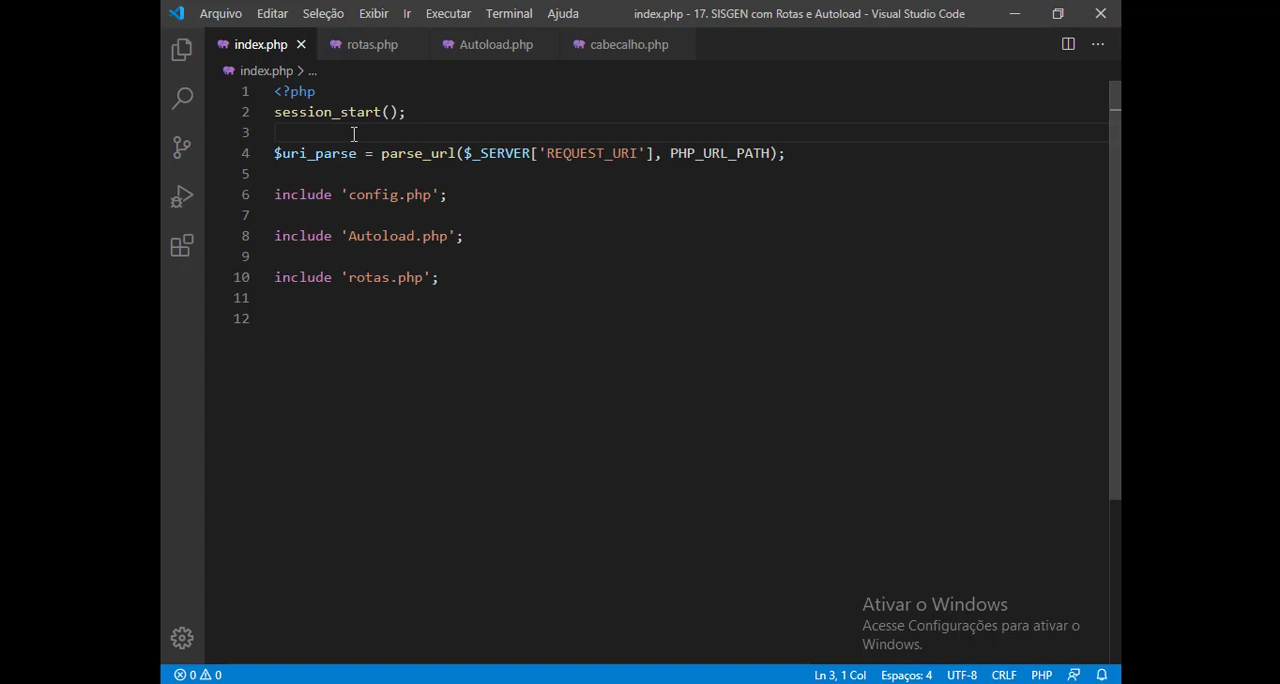 Arquivo Editar Seleção Exibir Ir Executar Terminal Ajuda index.php - 17. SISGEN com Rotas e Autoload - Visual Studio Code
index.php rotas.php Autoload.php cabecalho.php
index.php > ...
1 <?php
2 session_start();
3
4 $uri_parse = parse_url($_SERVER['REQUEST_URI'], PHP_URL_PATH);
5
6 include 'config.php';
7
8 include 'Autoload.php';
9
10 include 'rotas.php';
11
12
Ativar o Windows
Acesse Configurações para ativar o
Windows.
0 0 Ln 3, 1 Col Espaços: 4 UTF-8 CRLF PHP